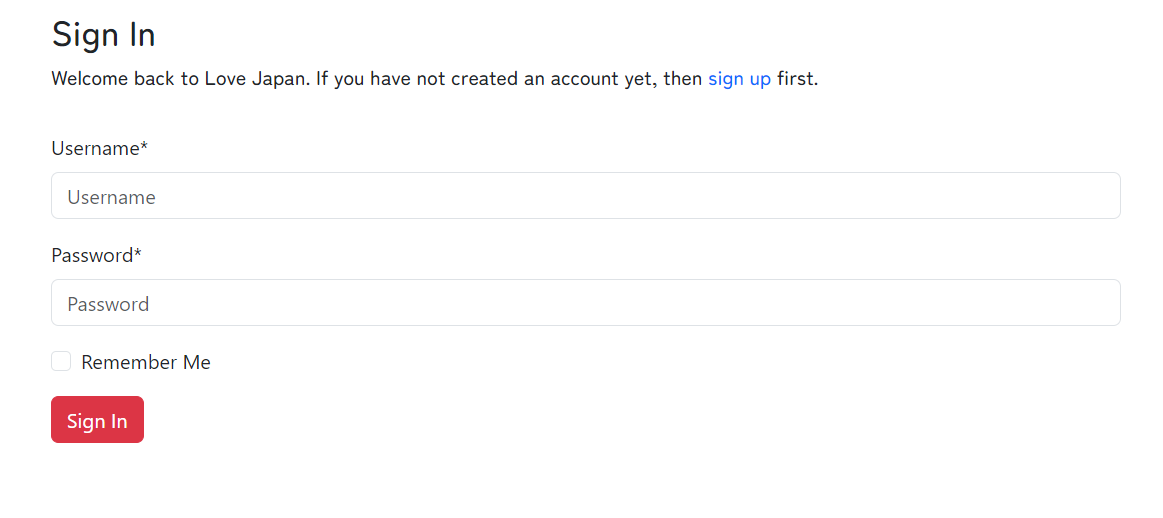 Sign In
Welcome back to Love Japan. If you have not created an account yet, then sign up first.
Username*
Username
Password*
Password
Remember Me
Sign In